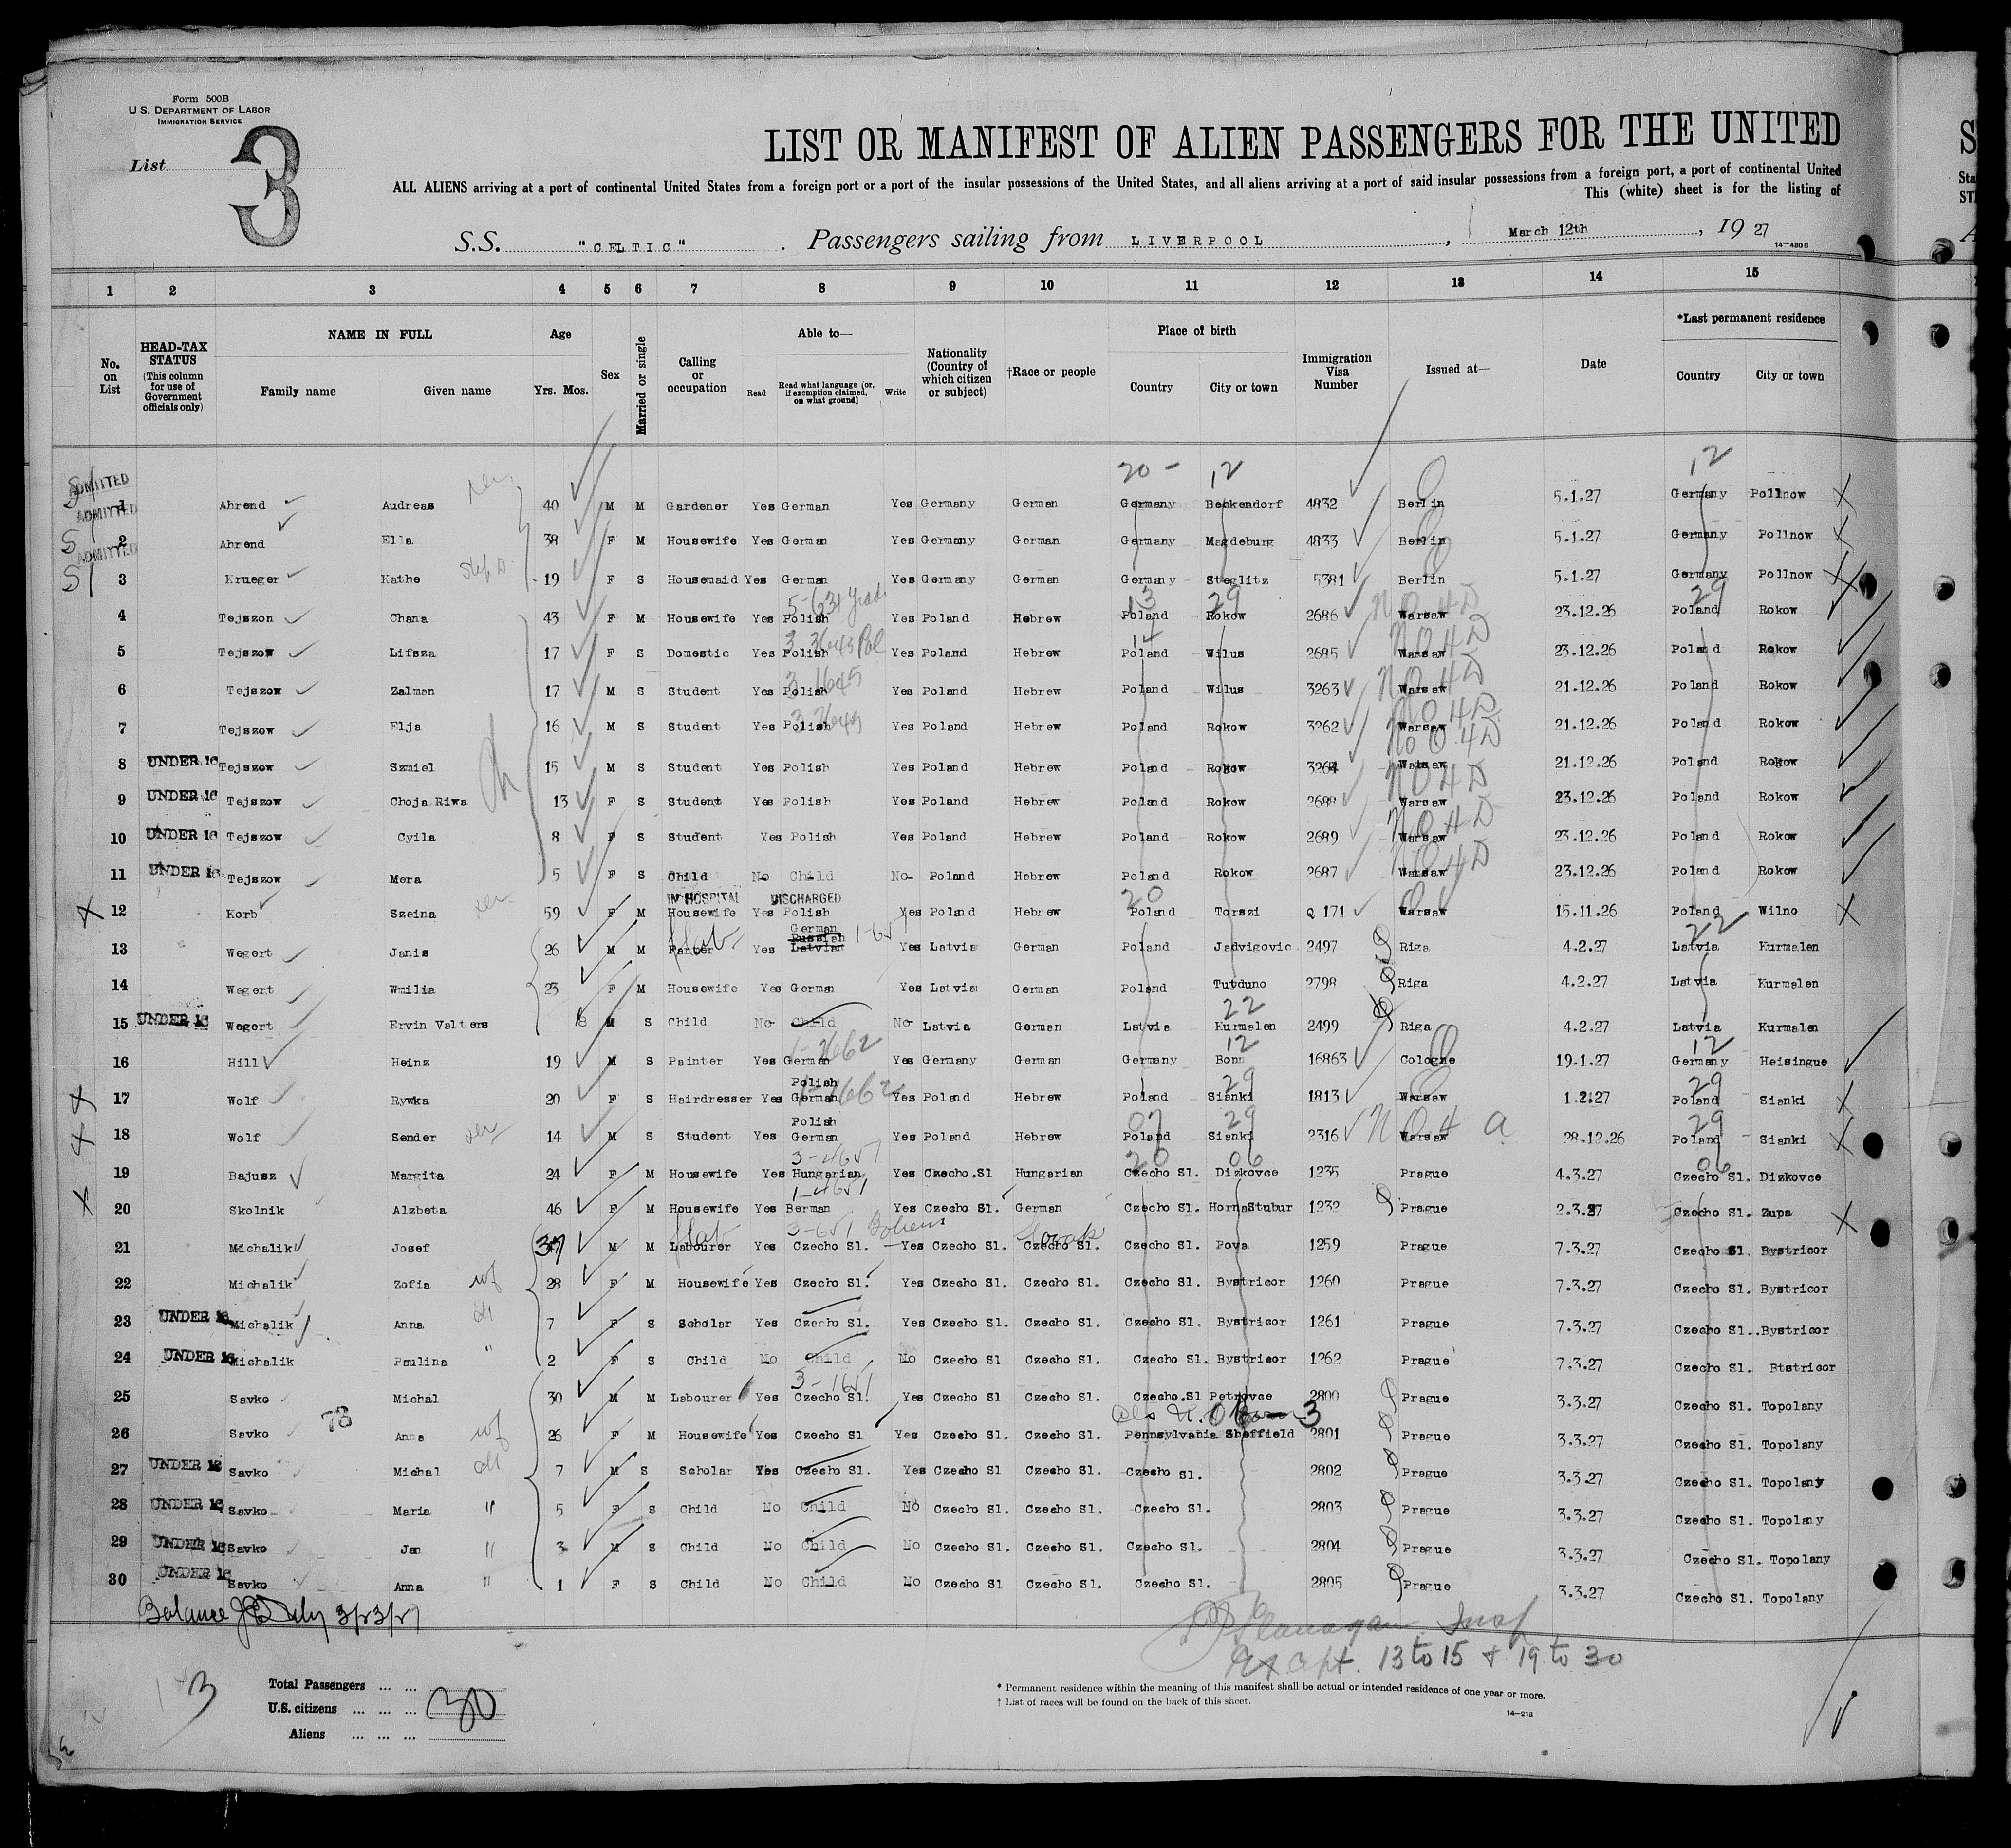 Form 500B
U.S. DEPARTMENT OF LABOR
IMMIGRATION SERVICE
List 3
LIST OR MANIFEST OF ALIEN PASSENGERS FOR THE UNITED
ALL ALIENS arriving at a port of continental United States from a foreign port or a port of the insular possessions of the United States, and all aliens arriving at a port of said insular possessions from a foreign port, a port of continental United
This (white) sheet is for the listing of
S.S. "CELTIC" . Passengers sailing from LIVERPOOL , March 12th , 19 27
14-480B
1 2 3 4 5 6 7 8 9 10 11 12 13 14 15
No. on List
HEAD-TAX STATUS (This column for use of Government officials only)
NAME IN FULL Family name Given name
Age Yrs. Mos.
Sex
Married or single
Calling or occupation
Able to— Read Read what language [or, if exemption claimed, on what ground] Write
Nationality (Country of which citizen or subject)
†Race or people
Place of birth Country City or town
Immigration Visa Number
Issued at—
Date
*Last permanent residence Country City or town
20 - 12 12
ADMITTED
1 Ahrend Audreas 40 M M Gardener Yes German Yes Germany German Germany Beckendorf 4832 Berlin 5.1.27 Germany Pollnow
ADMITTED
2 Ahrend Ella 38 F M Housewife Yes German Yes Germany German Germany Magdeburg 4833 Berlin 5.1.27 Germany Pollnow
ADMITTED
3 Krueger Kathe Step D 19 F S Housemaid Yes German Yes Germany German Germany Steglitz 5381 Berlin 5.1.27 Germany Pollnow
4 Tejszon Chana 43 F M Housewife Yes Polish Yes Poland Hebrew Poland Rokow 2686 Warsaw 23.12.26 Poland Rokow
5 Tejszow Lifsza 17 F S Domestic Yes Polish Yes Poland Hebrew Poland Wilus 2685 Warsaw 23.12.26 Poland Rokow
6 Tejszow Zalman 17 M S Student Yes Polish Yes Poland Hebrew Poland Wilus 3263 Warsaw 21.12.26 Poland Rokow
7 Tejszow Elja 16 M S Student Yes Polish Yes Poland Hebrew Poland Rokow 3262 Warsaw 21.12.26 Poland Rokow
8 UNDER 16 Tejszow Szmiel 15 M S Student Yes Polish Yes Poland Hebrew Poland Rokow 3264 Warsaw 21.12.26 Poland Rokow
9 UNDER 16 Tejszow Choja Riwa 13 F S Student Yes Polish Yes Poland Hebrew Poland Rokow 2688 Warsaw 23.12.26 Poland Rokow
10 UNDER 16 Tejszow Cyila 8 F S Student Yes Polish Yes Poland Hebrew Poland Rokow 2689 Warsaw 23.12.26 Poland Rokow
11 UNDER 16 Tejszow Mera 5 F S Child No Child No Poland Hebrew Poland Rokow 2687 Warsaw 23.12.26 Poland Rokow
IN HOSPITAL DISCHARGED 20
12 Korb Szeina 59 F M Housewife Yes Polish Yes Poland Hebrew Poland Torszi Q 171 Warsaw 15.11.26 Poland Wilno
German
Russian
13 Wegert Janis 26 M M Farmer Yes Latvian Yes Latvia German Poland Jadvigovic 2497 Riga 4.2.27 Latvia Kurmalen
14 Wegert Wmilia 23 F M Housewife Yes German Yes Latvia German Poland Tutduno 2798 Riga 4.2.27 Latvia Kurmalen
15 UNDER 16 Wegert Ervin Valters 8 M S Child No Child No Latvia German Latvia Kurmalen 2499 Riga 4.2.27 Latvia Kurmalen
16 Hill Heinz 19 M S Painter Yes German Yes Germany German Germany Bonn 16863 Cologne 19.1.27 Germany Heisingue
Polish
17 Wolf Rywka 20 F S Hairdresser Yes German Yes Poland Hebrew Poland Sianki 1813 Warsaw 1.2.27 Poland Sianki
Polish
18 Wolf Sender 14 M S Student Yes German Yes Poland Hebrew Poland Sianki 2316 Warsaw 28.12.26 Poland Sianki
19 Bajusz Margita 24 F M Housewife Yes Hungarian Yes Czecho.Sl Hungarian Czecho Sl. Dizkovce 1235 Prague 4.3.27 Czecho Sl. Dizkovce
20 Skolnik Alzbeta 46 F M Housewife Yes Berman Yes Czecho Sl. German Czecho Sl. HornaStubur 1232 Prague 2.3.27 Czecho Sl. Zupa
21 Michalik Josef 37 M M Labourer Yes Czecho Sl. Yes Czecho Sl. Czecho Sl. Czecho Sl. Pova 1259 Prague 7.3.27 Czecho Sl. Bystricor
22 Michalik Zofia wf 28 F M Housewife Yes Czecho Sl. Yes Czecho Sl. Czecho Sl. Czecho Sl. Bystricor 1260 Prague 7.3.27 Czecho Sl. Bystricor
23 UNDER 16 Michalik Anna 7 F S Scholar Yes Czecho Sl. Yes Czecho Sl. Czecho Sl. Czecho Sl. Bystricor 1261 Prague 7.3.27 Czecho Sl..Bystricor
24 UNDER 16 Michalik Paulina " 2 F S Child No Child No Czecho Sl Czecho Sl. Czecho Sl. Bystricor 1262 Prague 7.3.27 Czecho Sl. Btstricor
25 Savko Michal 30 M M Labourer Yes Czecho Sl. Yes Czecho Sl Czecho Sl. Czecho.Sl Petrovce 2800 Prague 3.3.27 Czecho Sl. Topolany
26 Savko 73 Anna wf 26 F M Housewife Yes Czecho Sl Yes Czecho Sl. Czecho Sl. Pennsylvania Sheffield 2801 Prague 3.3.27 Czecho Sl. Topolany
27 UNDER 16 Savko Michal 7 M S Scholar Yes Czecho Sl. Yes Czecho Sl Czecho Sl. Czecho Sl. 2802 Prague 3.3.27 Czecho Sl. Topolany
28 UNDER 16 Savko Maria " 5 F S Child No Child No Czecho Sl Czecho Sl. Czecho Sl. 2803 Prague 3.3.27 Czecho Sl. Topolany
29 UNDER 16 Savko Jan " 3 M S Child No Child No Czecho Sl. Czecho Sl. Czecho Sl. 2804 Prague 3.3.27 Czecho Sl. Topolany
30 UNDER 16 Savko Anna " 1 F S Child No Child No Czecho Sl Czecho Sl. Czecho Sl. 2805 Prague 3.3.27 Czecho Sl. Topolany
Balance
Flanagan Insp
Except. 13 to 15 + 19 to 30
Total Passengers ... ...
U.S. citizens ... ... ... 30
Aliens ... ... ...
* Permanent residence within the meaning of this manifest shall be actual or intended residence of one year or more.
† List of races will be found on the back of this sheet.
14-218